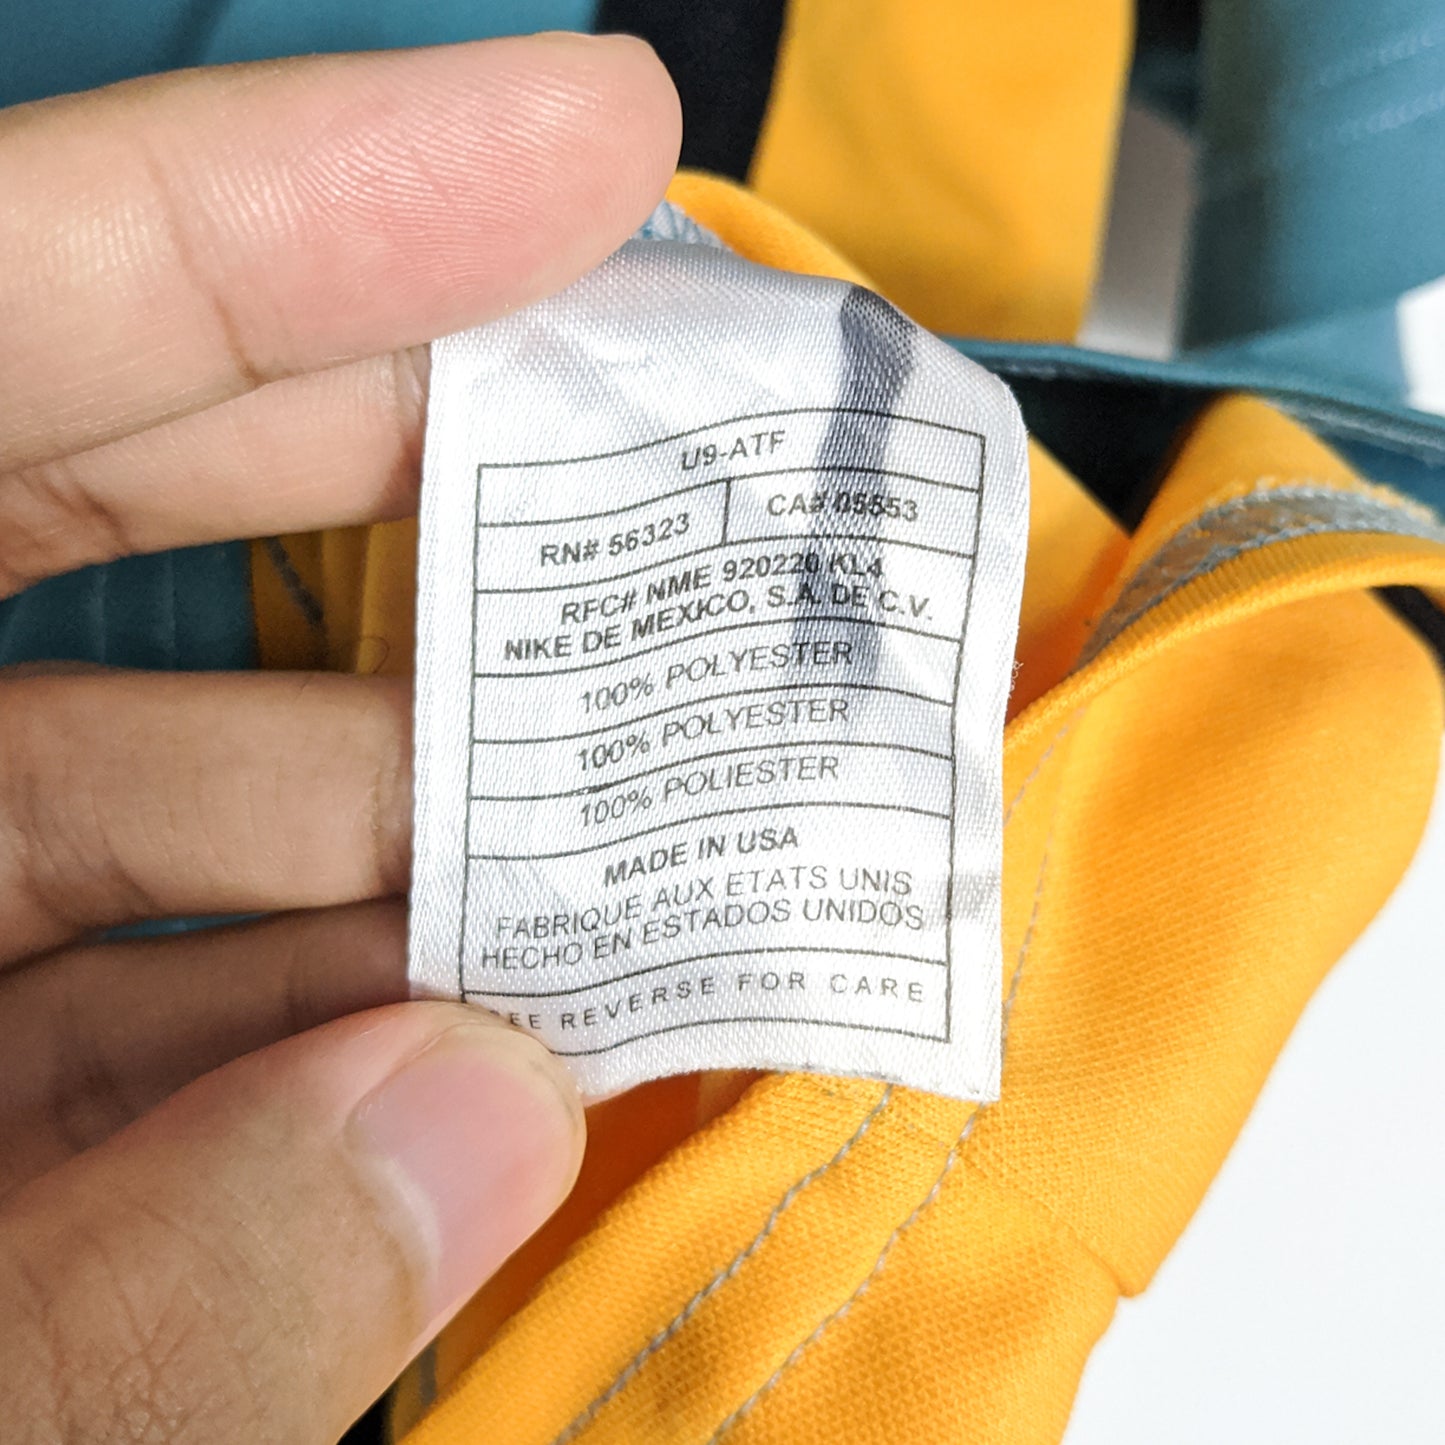 U9-ATF
RN# 56323 CA# 05553
RFC# NME 920220 KL4
NIKE DE MEXICO, S.A. DE C.V.
100% POLYESTER
100% POLYESTER
100% POLIESTER
MADE IN USA
FABRIQUE AUX ETATS UNIS
HECHO EN ESTADOS UNIDOS
SEE REVERSE FOR CARE